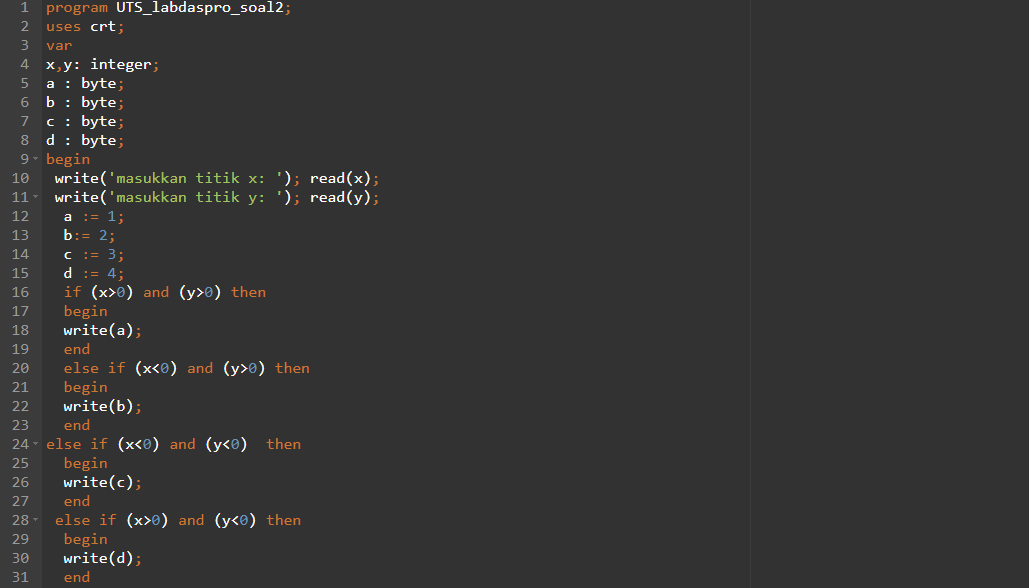 1 program UTS_labdaspro_soal2;
2 uses crt;
3 var
4 x,y: integer;
5 a : byte;
6 b : byte;
7 c : byte;
8 d : byte;
9 begin
10 write('masukkan titik x: '); read(x);
11 write('masukkan titik y: '); read(y);
12 a := 1;
13 b:= 2;
14 c := 3;
15 d := 4;
16 if (x>0) and (y>0) then
17 begin
18 write(a);
19 end
20 else if (x<0) and (y>0) then
21 begin
22 write(b);
23 end
24 else if (x<0) and (y<0)  then
25 begin
26 write(c);
27 end
28 else if (x>0) and (y<0) then
29 begin
30 write(d);
31 end